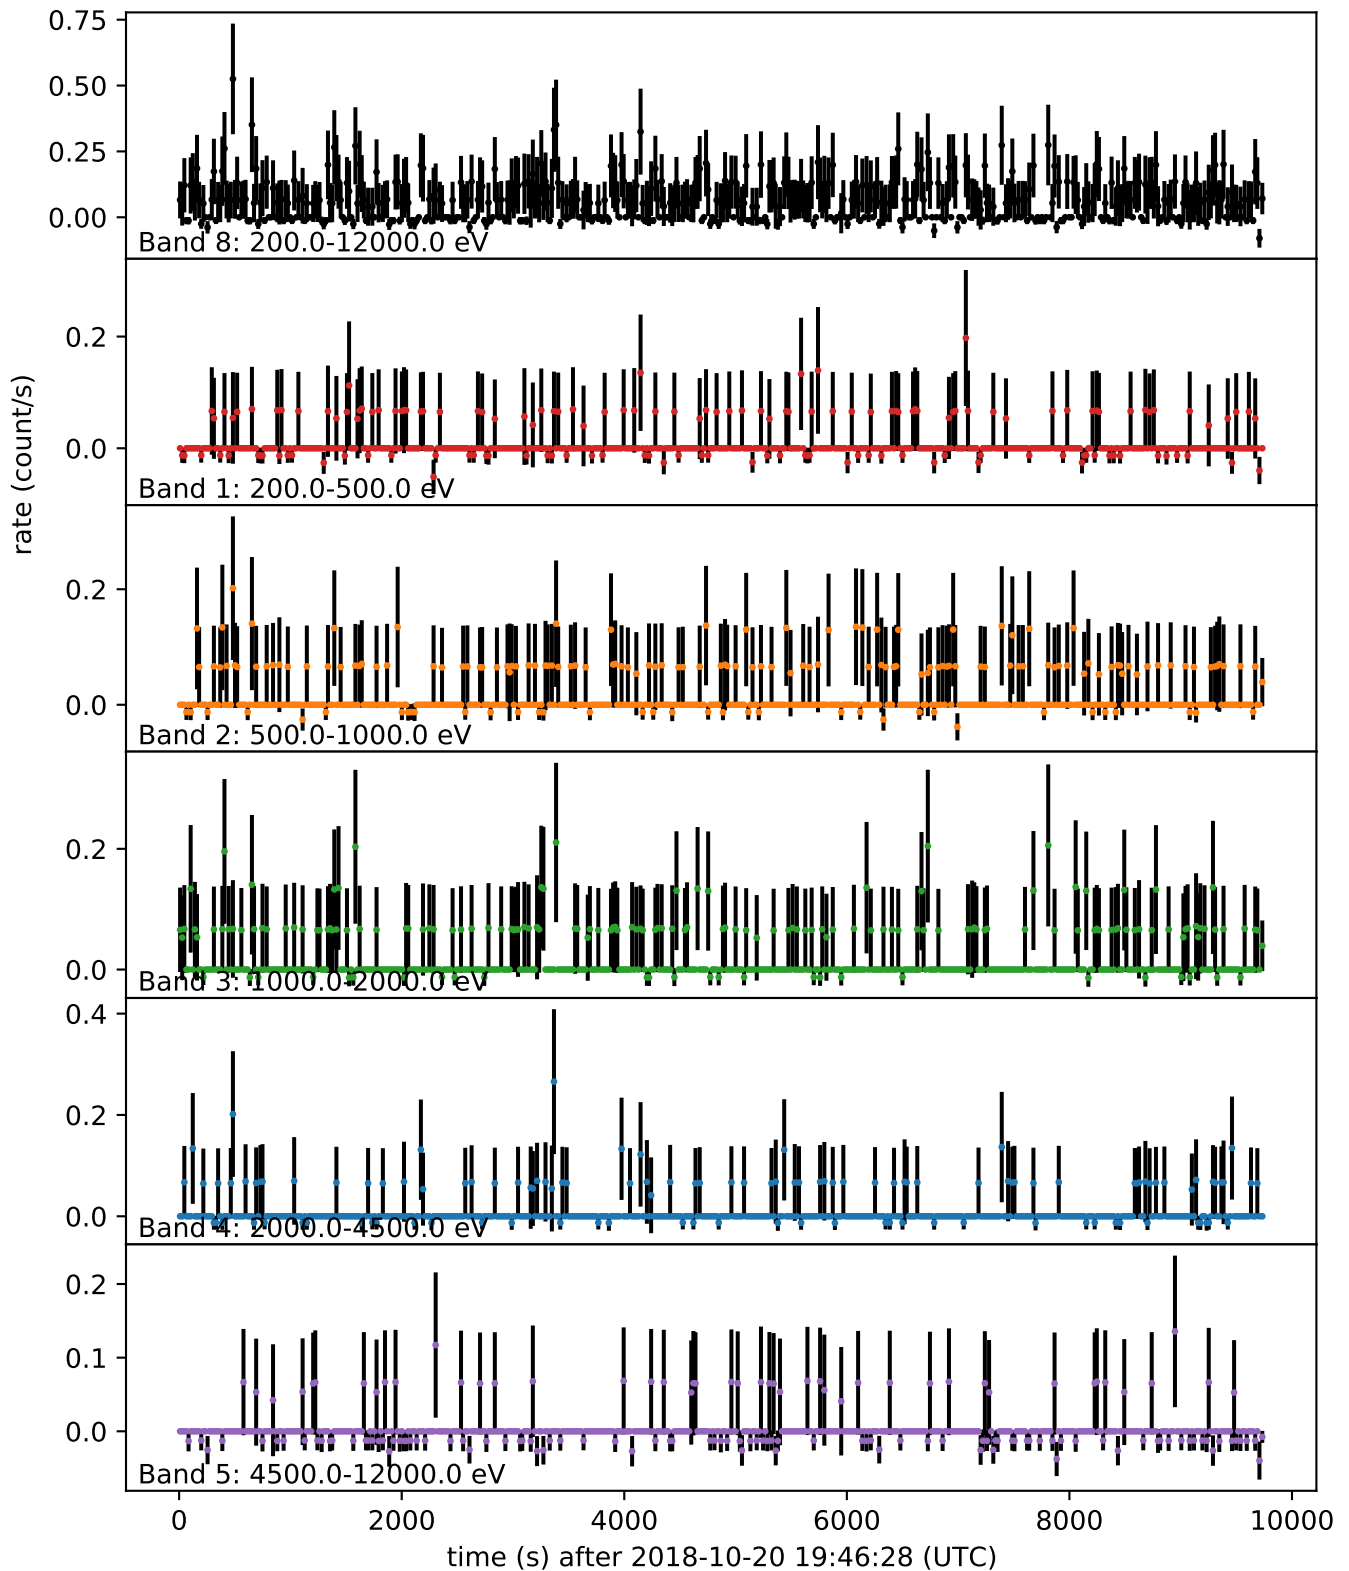 0.75
0.50
0.25
0.00
Band 8: 200.0-12000.0 eV
0.2
0.0
Band 1: 200.0-500.0 eV
rate (count/s)
0.2
0.0
Band 2: 500.0-1000.0 eV
0.2
0.0
Band 3: 1000.0-2000.0 eV
0.4
0.2
0.0
Band 4: 2000.0-4500.0 eV
0.2
0.1
0.0
Band 5: 4500.0-12000.0 eV
0 2000 4000 6000 8000 10000
time (s) after 2018-10-20 19:46:28 (UTC)